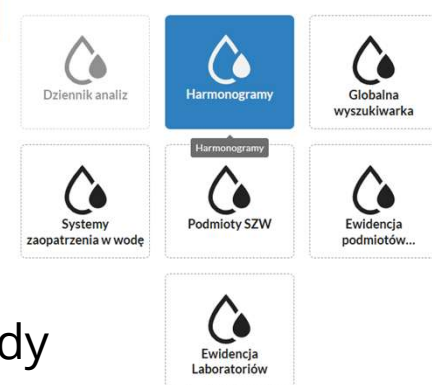 Dziennik analiz
Harmonogramy
Globalna
wyszukiwarka
Harmonogramy
Systemy
zaopatrzenia w wodę
Podmioty SZW
Ewidencja
podmiotów...
dy
Ewidencja
Laboratoriów